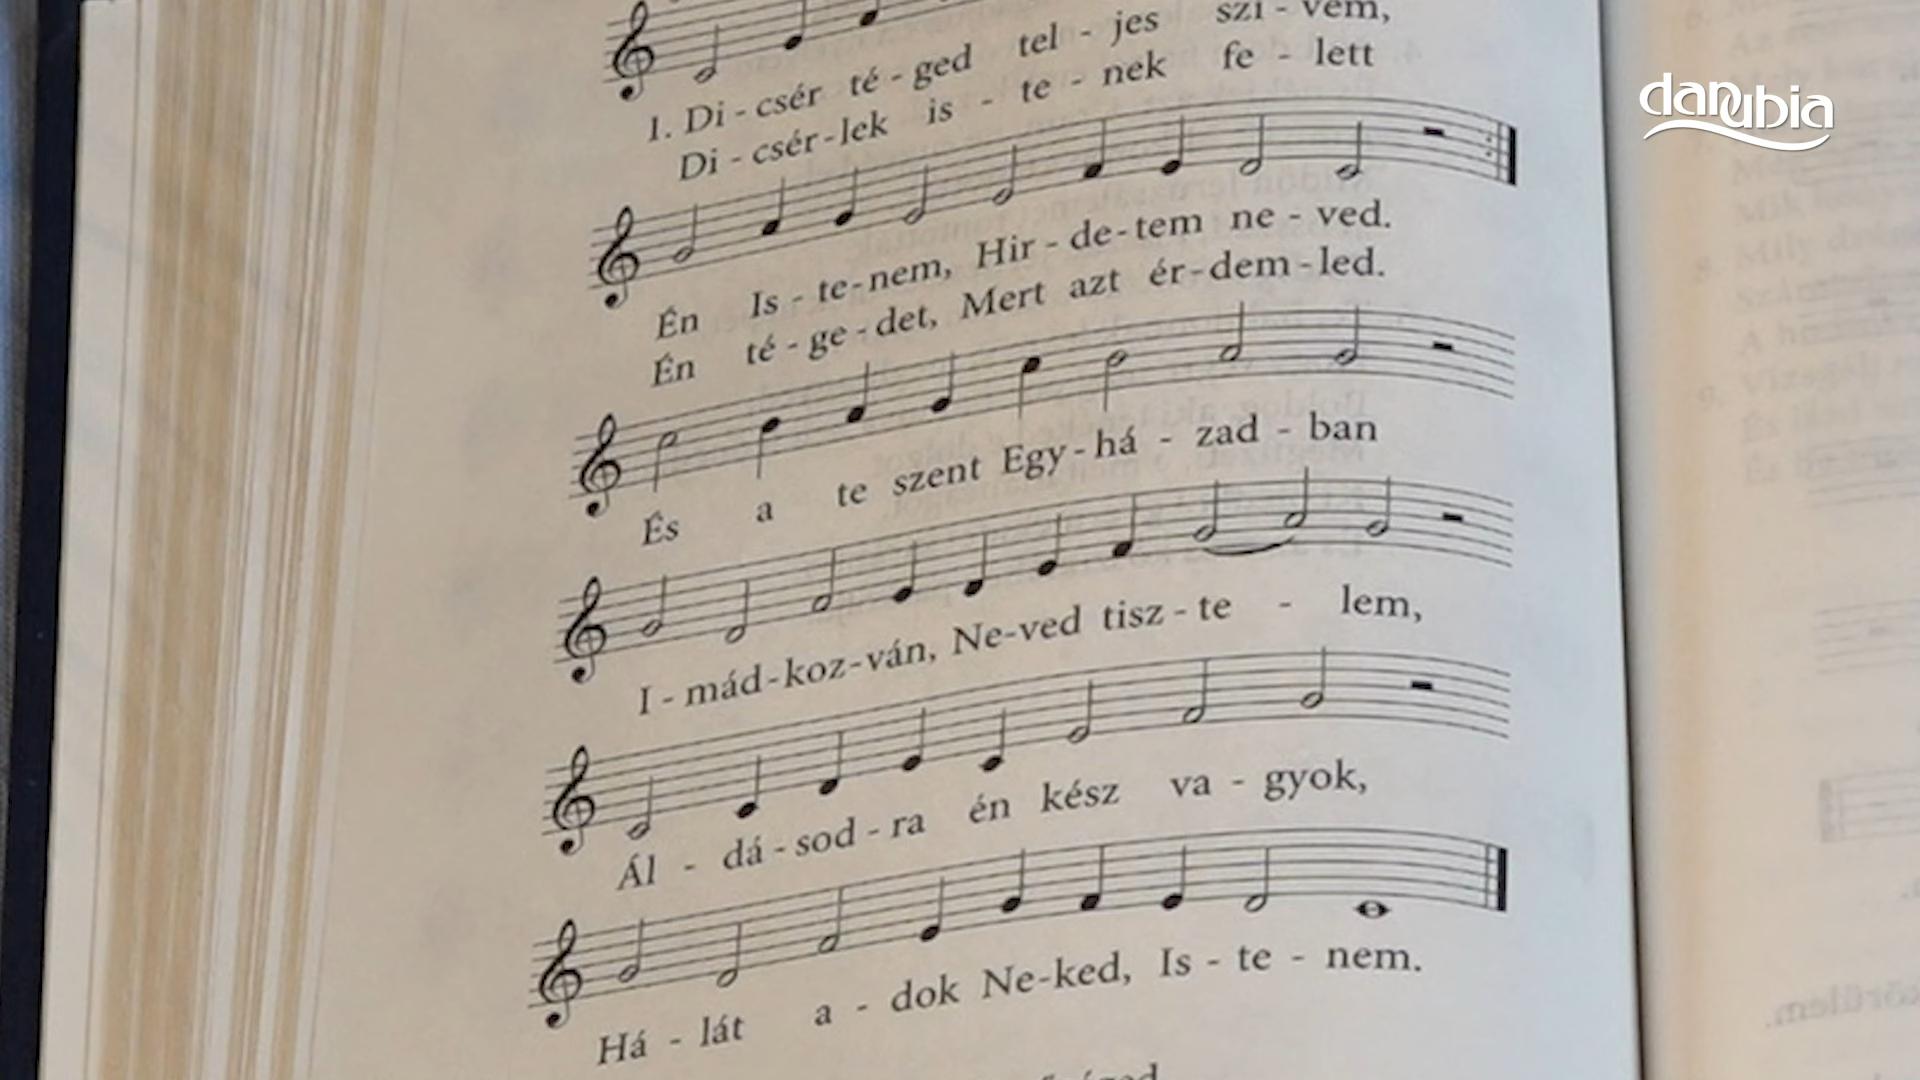 danubia
1. Di - csér té - ged tel - jes szí - vem,
Di - csér - lek is - te - nek fe - lett
Én Is - te - nem, Hir - de - tem ne - ved.
Én té - ge - det, Mert azt ér - dem - led.
És a te szent Egy - há - zad - ban
I - mád - koz - ván, Ne - ved tisz - te - lem,
Ál - dá - sod - ra én kész va - gyok,
Há - lát a - dok Ne - ked, Is - te - nem.